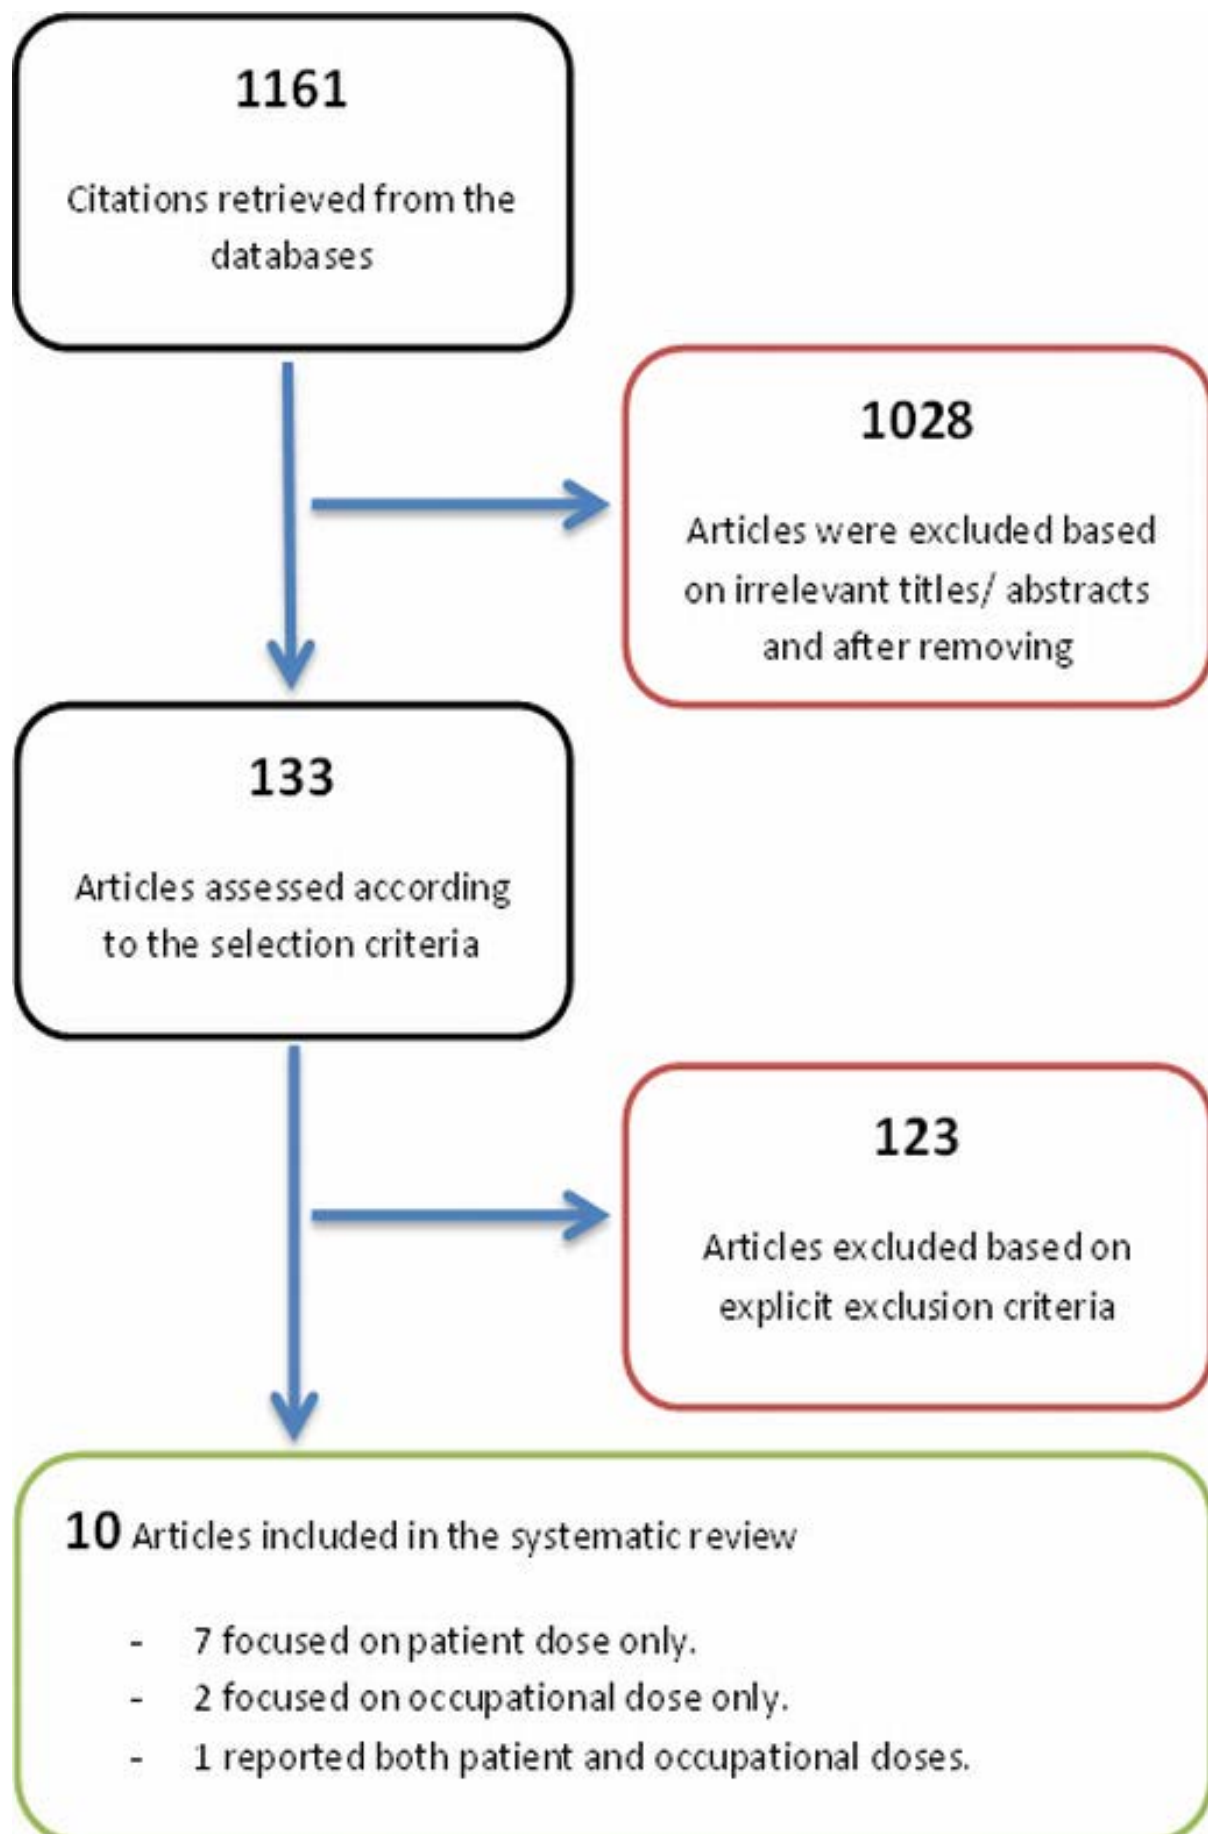 1161
Citations retrieved from the
databases
1028
Articles were excluded based
on irrelevant titles/ abstracts
and after removing
133
Articles assessed according
to the selection criteria
123
Articles excluded based on
explicit exclusion criteria
10 Articles included in the systematic review
- 7 focused on patient dose only.
- 2 focused on occupational dose only.
- 1 reported both patient and occupational doses.